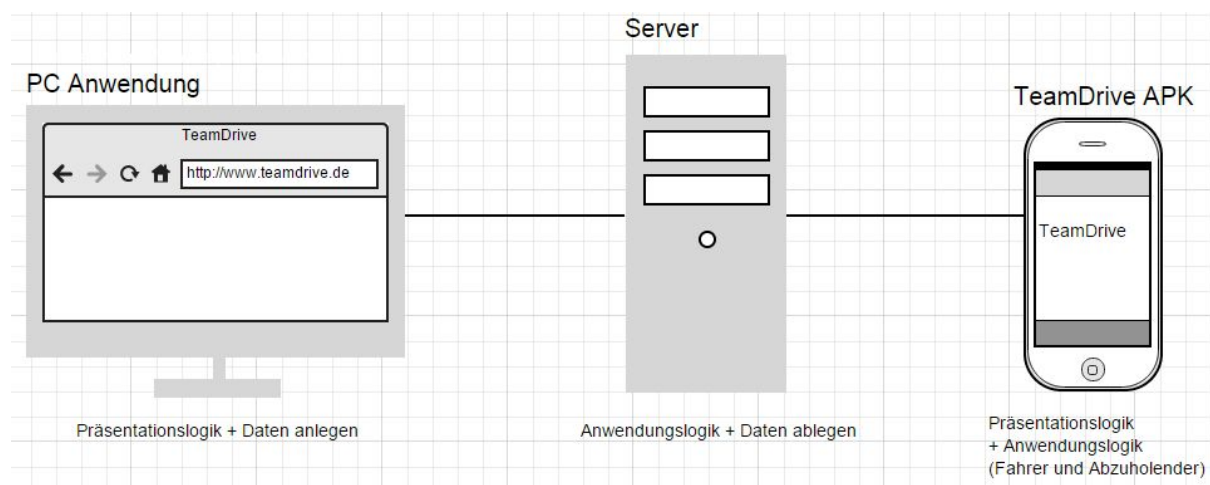 Server
PC Anwendung
TeamDrive APK
TeamDrive
http://www.teamdrive.de
TeamDrive
Präsentationslogik + Daten anlegen
Anwendungslogik + Daten ablegen
Präsentationslogik
+ Anwendungslogik
(Fahrer und Abzuholender)